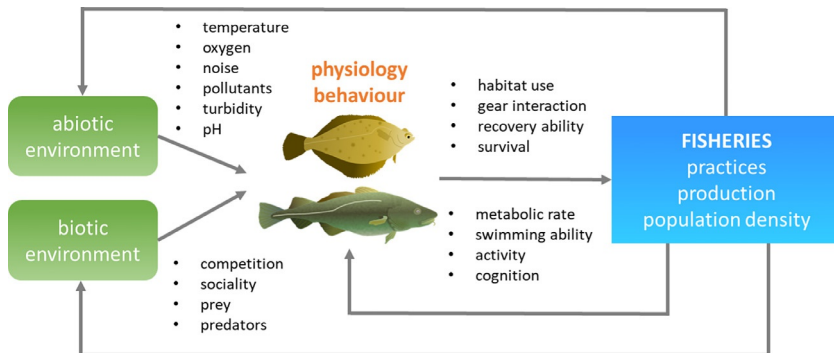 • temperature
• oxygen
• noise
• pollutants
• turbidity
• pH
abiotic
environment
biotic
environment
• competition
• sociality
• prey
• predators
physiology
behaviour
• habitat use
• gear interaction
• recovery ability
• survival
• metabolic rate
• swimming ability
• activity
• cognition
FISHERIES
practices
production
population density